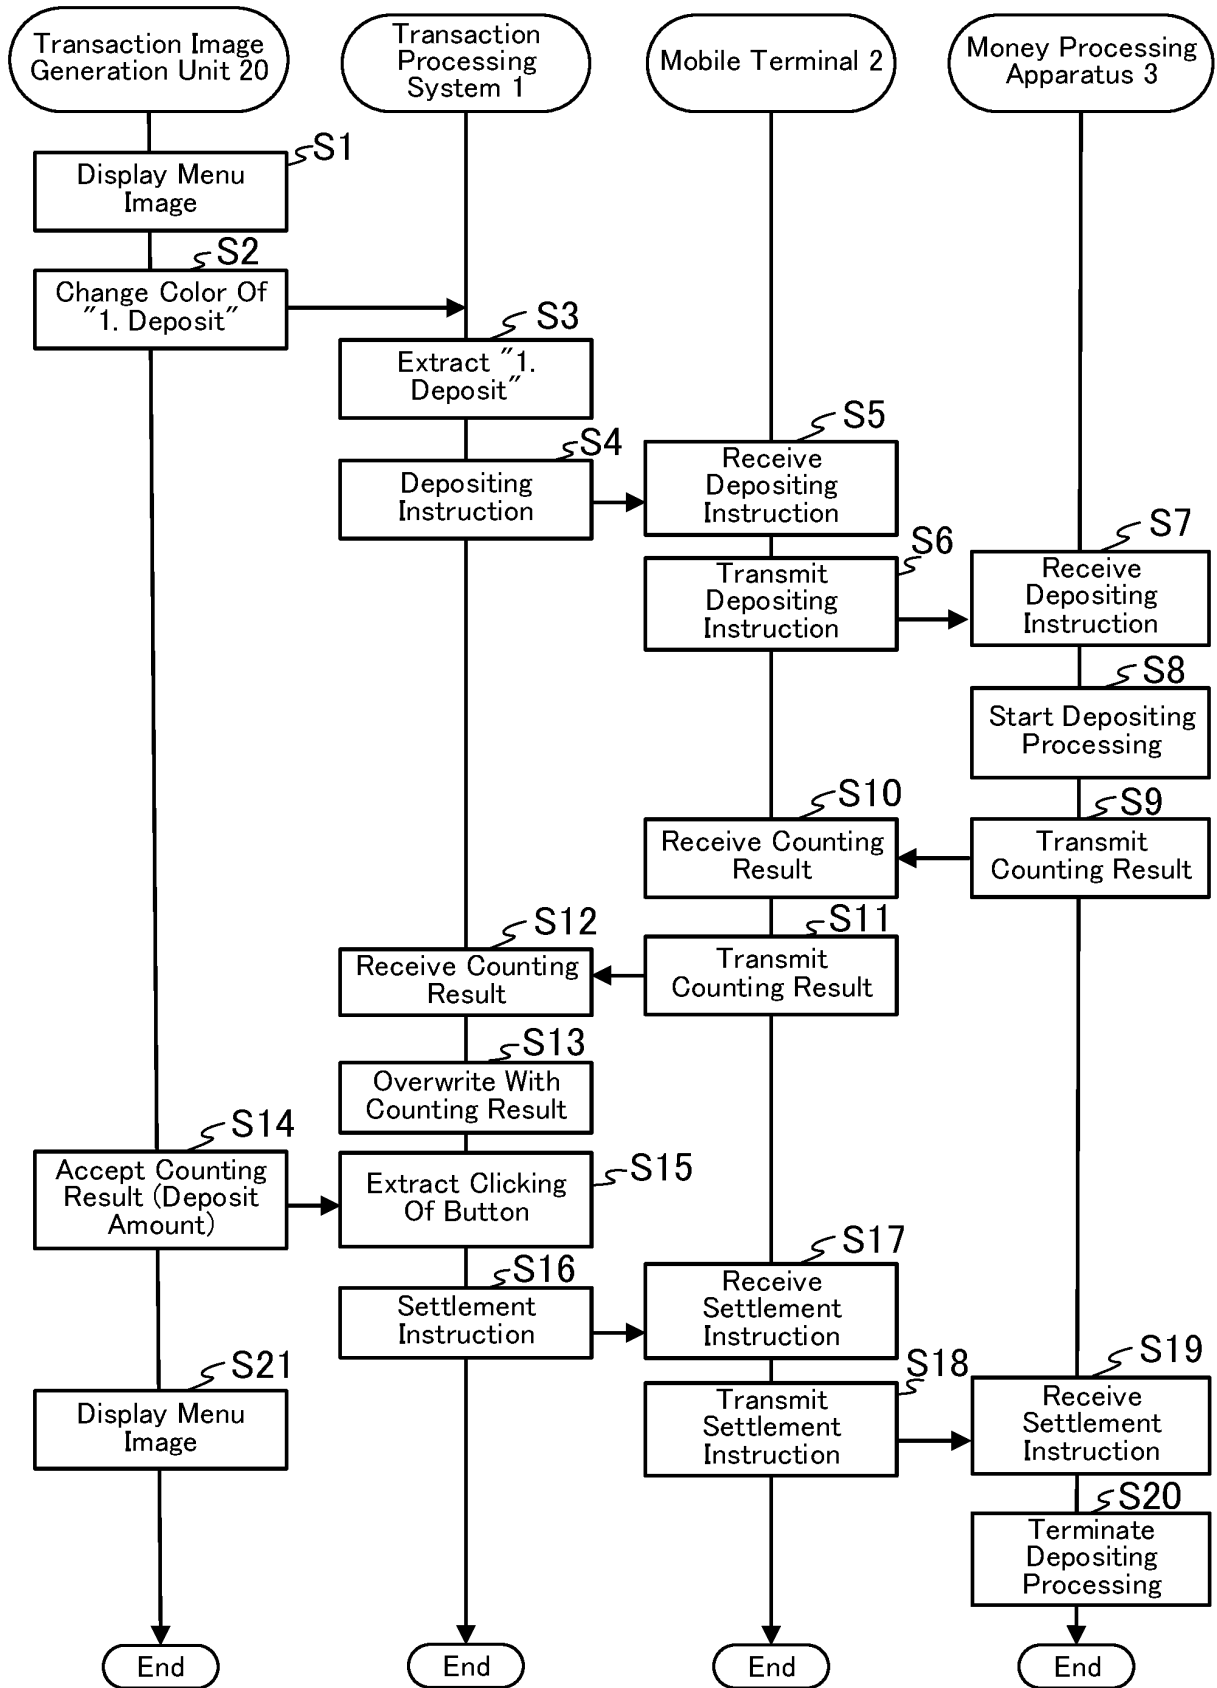 Transaction Image
Generation Unit 20
Transaction
Processing
System 1
Mobile Terminal 2
Money Processing
Apparatus 3
S1
Display Menu
Image
S2
Change Color Of
"1. Deposit"
S3
Extract "1.
Deposit"
S4
Depositing
Instruction
S5
Receive
Depositing
Instruction
S6
Transmit
Depositing
Instruction
S7
Receive
Depositing
Instruction
S8
Start Depositing
Processing
S9
Transmit
Counting Result
S10
Receive Counting
Result
S11
Transmit
Counting Result
S12
Receive Counting
Result
S13
Overwrite With
Counting Result
S14
Accept Counting
Result (Deposit
Amount)
S15
Extract Clicking
Of Button
S16
Settlement
Instruction
S17
Receive
Settlement
Instruction
S18
Transmit
Settlement
Instruction
S19
Receive
Settlement
Instruction
S20
Terminate
Depositing
Processing
S21
Display Menu
Image
End
End
End
End